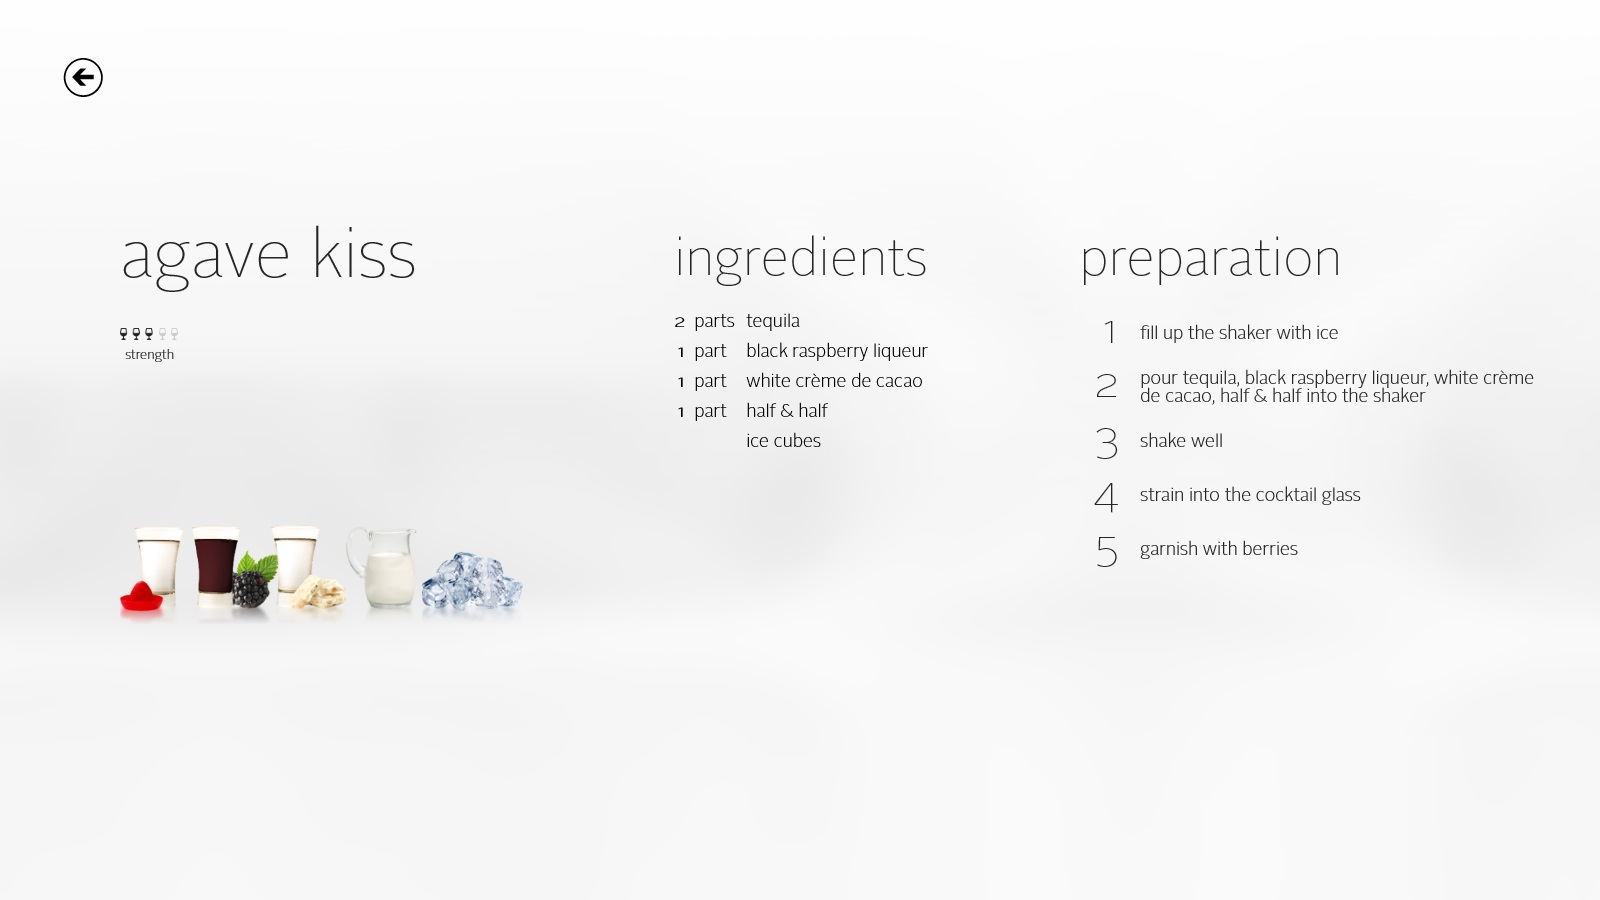 agave kiss
strength
ingredients
2 parts tequila
1 part black raspberry liqueur
1 part white crème de cacao
1 part half & half
ice cubes
preparation
1 fill up the shaker with ice
2 pour tequila, black raspberry liqueur, white crème
de cacao, half & half into the shaker
3 shake well
4 strain into the cocktail glass
5 garnish with berries